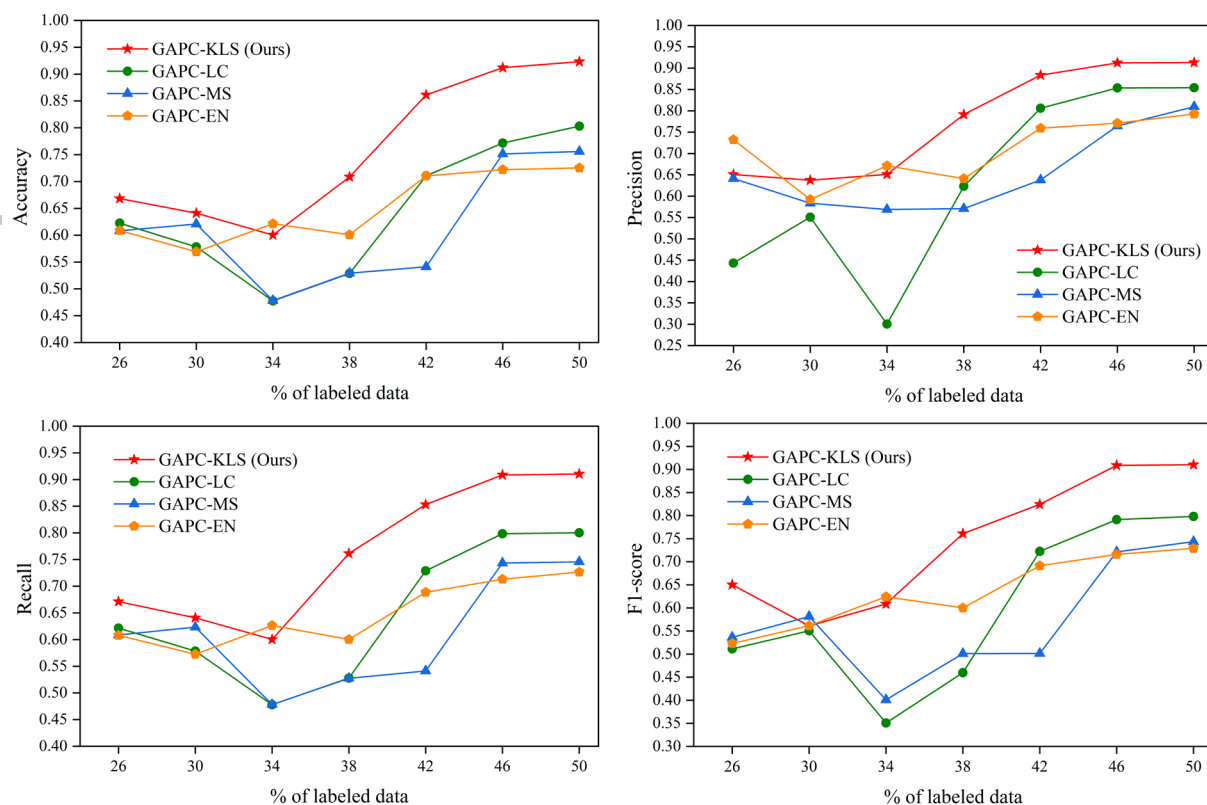 1.00
0.95
0.90
0.85
0.80
0.75
0.70
0.65
0.60
0.55
0.50
0.45
0.40
Accuracy
GAPC-KLS (Ours)
GAPC-LC
GAPC-MS
GAPC-EN
26 30 34 38 42 46 50
% of labeled data
1.00
0.95
0.90
0.85
0.80
0.75
0.70
0.65
0.60
0.55
0.50
0.45
0.40
0.35
0.30
0.25
Precision
GAPC-KLS (Ours)
GAPC-LC
GAPC-MS
GAPC-EN
26 30 34 38 42 46 50
% of labeled data
1.00
0.95
0.90
0.85
0.80
0.75
0.70
0.65
0.60
0.55
0.50
0.45
0.40
Recall
GAPC-KLS (Ours)
GAPC-LC
GAPC-MS
GAPC-EN
26 30 34 38 42 46 50
% of labeled data
1.00
0.95
0.90
0.85
0.80
0.75
0.70
0.65
0.60
0.55
0.50
0.45
0.40
0.35
0.30
F1-score
GAPC-KLS (Ours)
GAPC-LC
GAPC-MS
GAPC-EN
26 30 34 38 42 46 50
% of labeled data